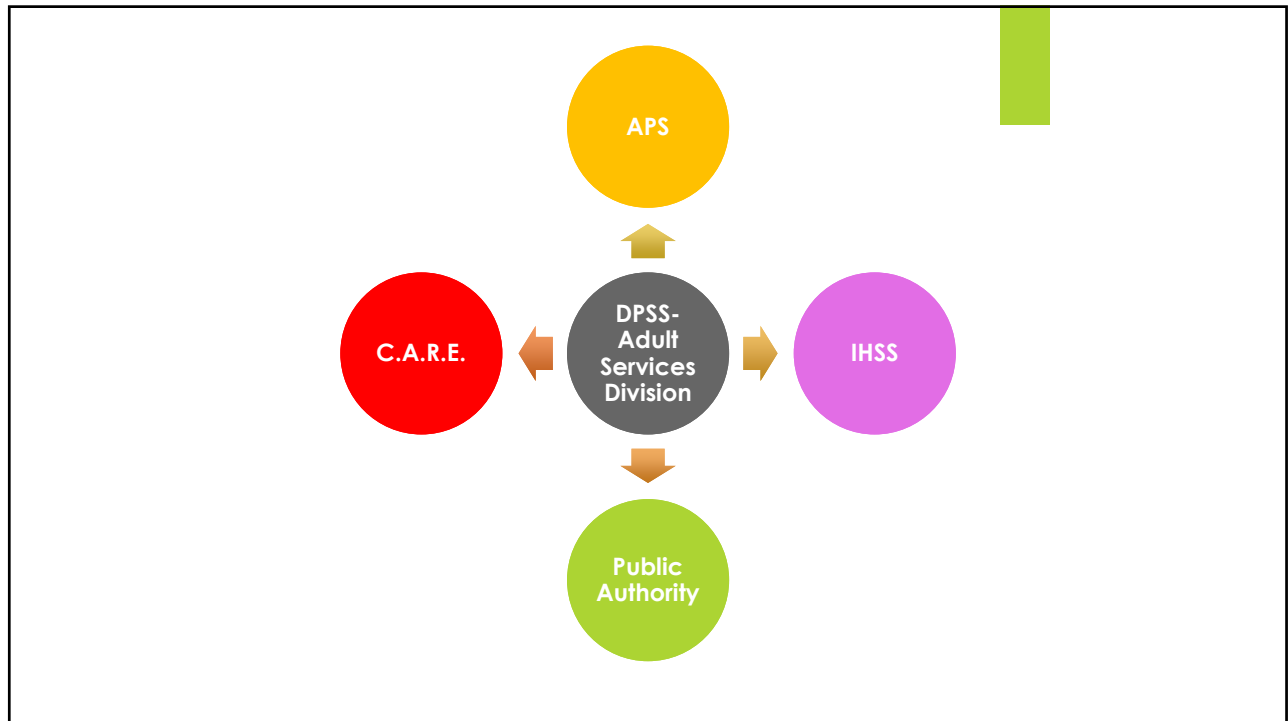 APS
C.A.R.E.
DPSS-
Adult
Services
Division
IHSS
Public
Authority